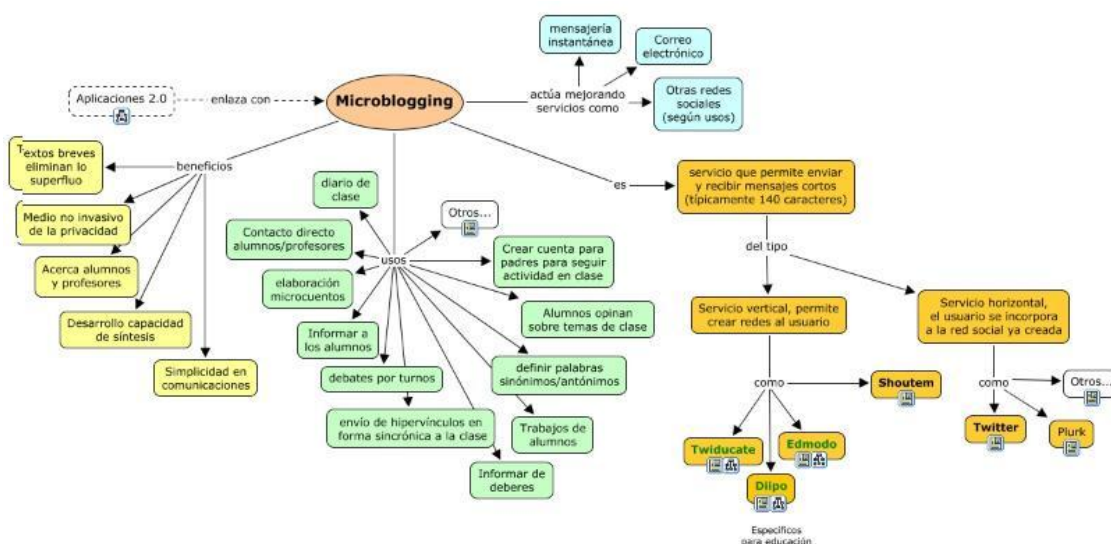 mensajería
instantánea
Correo
electrónico
Aplicaciones 2.0
enlaza con
Microblogging
actúa mejorando
servicios como
Otras redes
sociales
(según usos)
Textos breves
eliminan lo
superfluo
beneficios
Medio no invasivo
de la privacidad
Acerca alumnos
y profesores
Desarrollo capacidad
de síntesis
Simplicidad en
comunicaciones
diario de
clase
Otros...
Contacto directo
alumnos/profesores
usos
Crear cuenta para
padres para seguir
actividad en clase
elaboración
microcuentos
Alumnos opinan
sobre temas de clase
Informar a
los alumnos
definir palabras
sinónimos/antónimos
debates por turnos
envío de hipervínculos en
forma sincrónica a la clase
Trabajos de
alumnos
Informar de
deberes
es
servicio que permite enviar
y recibir mensajes cortos
(típicamente 140 caracteres)
del tipo
Servicio vertical, permite
crear redes al usuario
Servicio horizontal,
el usuario se incorpora
a la red social ya creada
como
Shoutem
Twiducate
Edmodo
Diipo
Específicos
para educación
como
Otros...
Twitter
Plurk